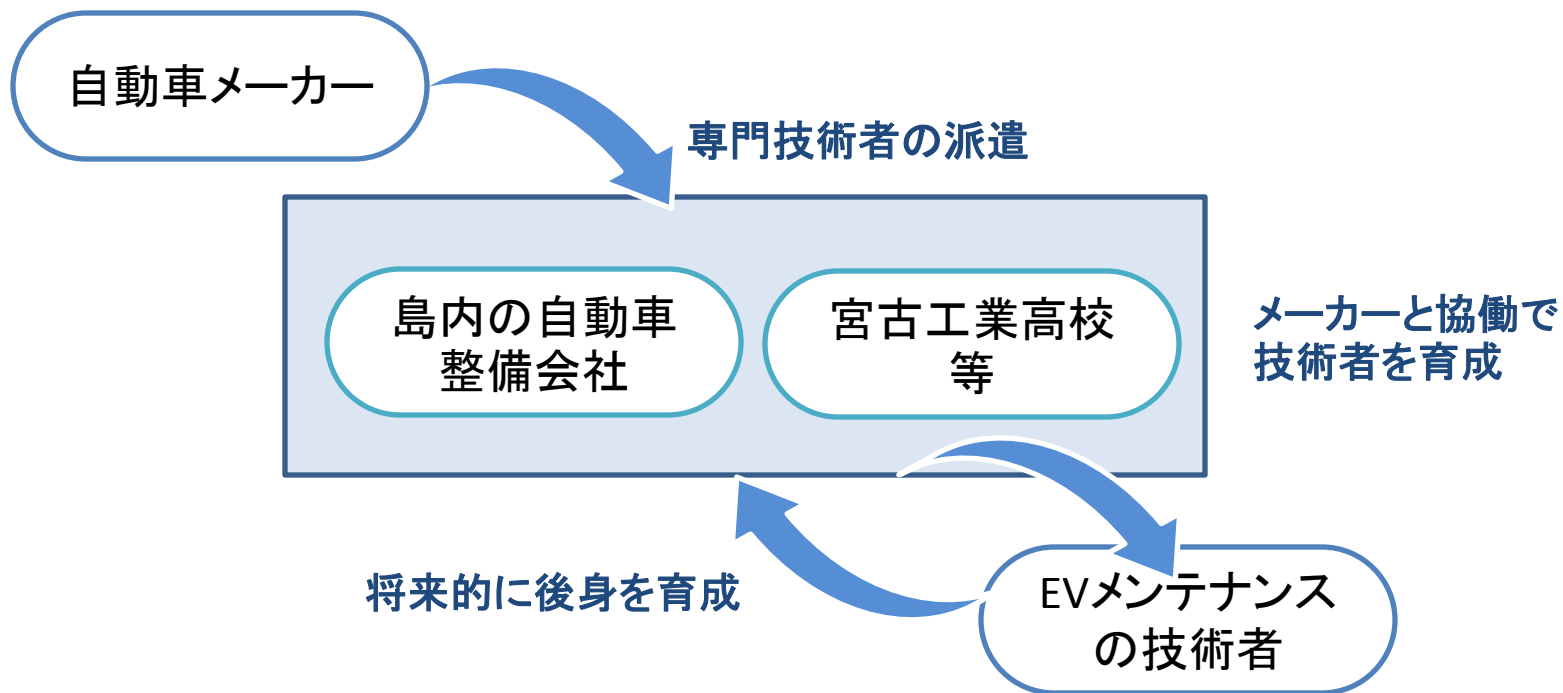 自動車メーカー
専門技術者の派遣
島内の自動車
整備会社
宮古工業高校
等
メーカーと協働で
技術者を育成
将来的に後身を育成
EVメンテナンス
の技術者